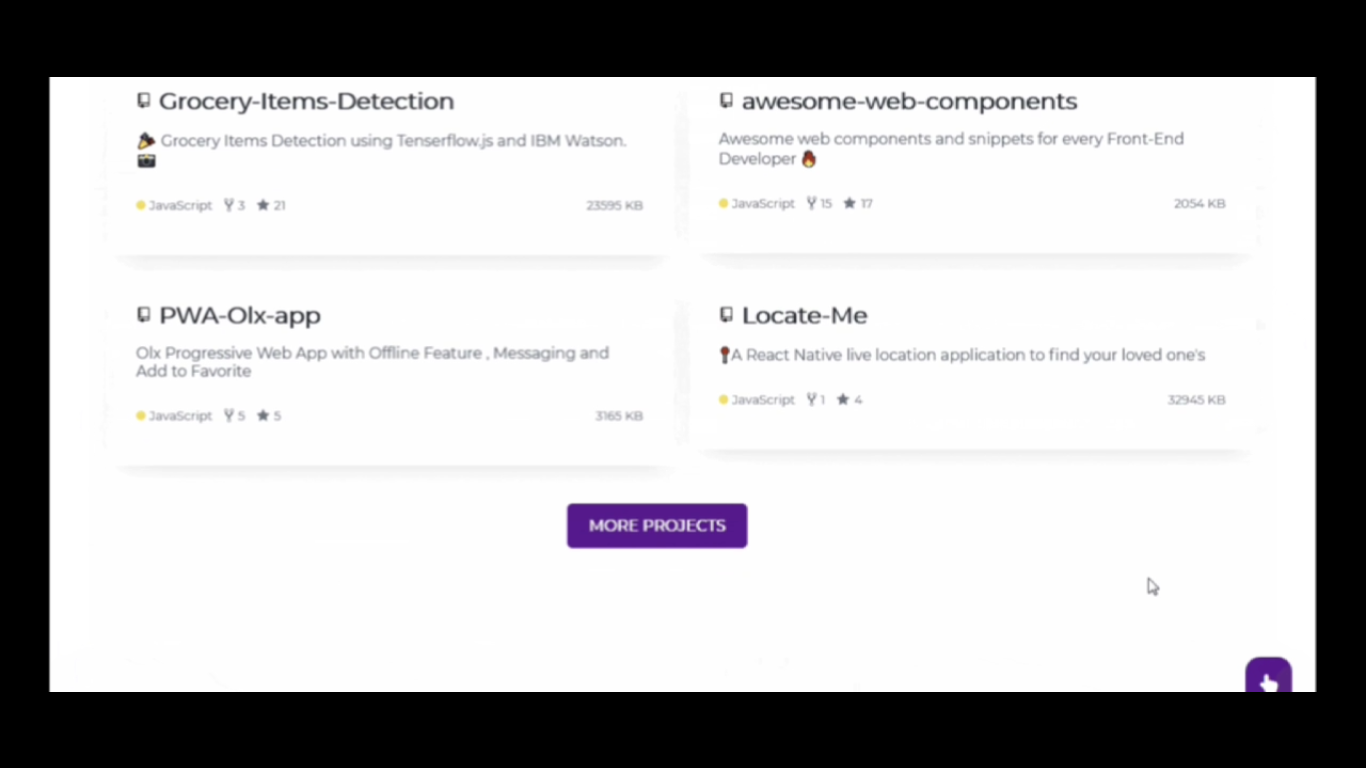 Grocery-Items-Detection
Grocery Items Detection using Tenserflow.js and IBM Watson.
JavaScript 3 21 23595 KB
awesome-web-components
Awesome web components and snippets for every Front-End
Developer
JavaScript 15 17 2054 KB
PWA-Olx-app
Olx Progressive Web App with Offline Feature , Messaging and
Add to Favorite
JavaScript 5 5 3165 KB
Locate-Me
A React Native live location application to find your loved one's
JavaScript 1 4 32945 KB
MORE PROJECTS